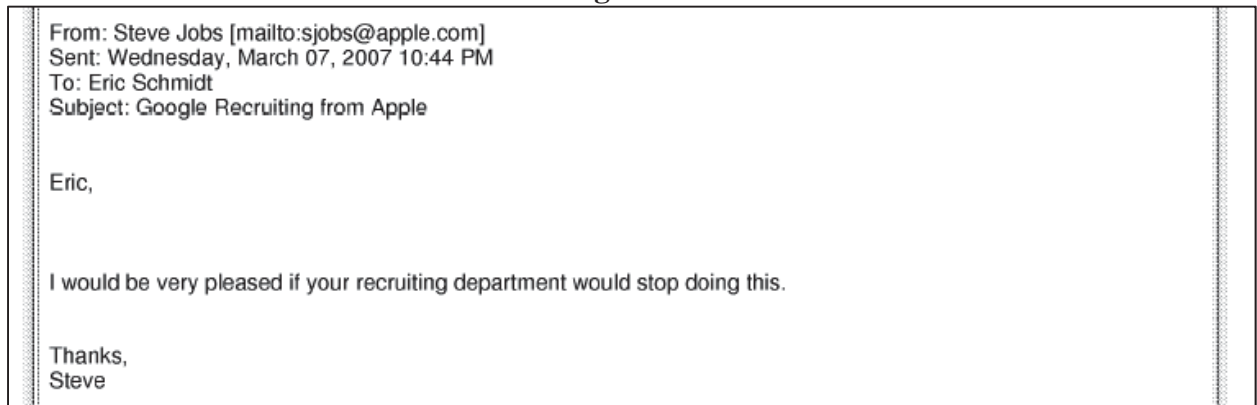 From: Steve Jobs [mailto:sjobs@apple.com]
Sent: Wednesday, March 07, 2007 10:44 PM
To: Eric Schmidt
Subject: Google Recruiting from Apple
Eric,
I would be very pleased if your recruiting department would stop doing this.
Thanks,
Steve